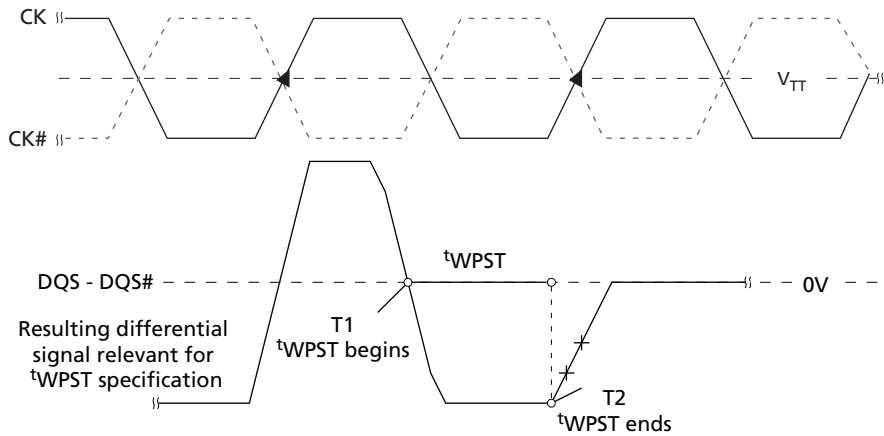 CK
V_TT
CK#
tWPST
DQS - DQS#
0V
Resulting differential
signal relevant for
tWPST specification
T1
tWPST begins
T2
tWPST ends